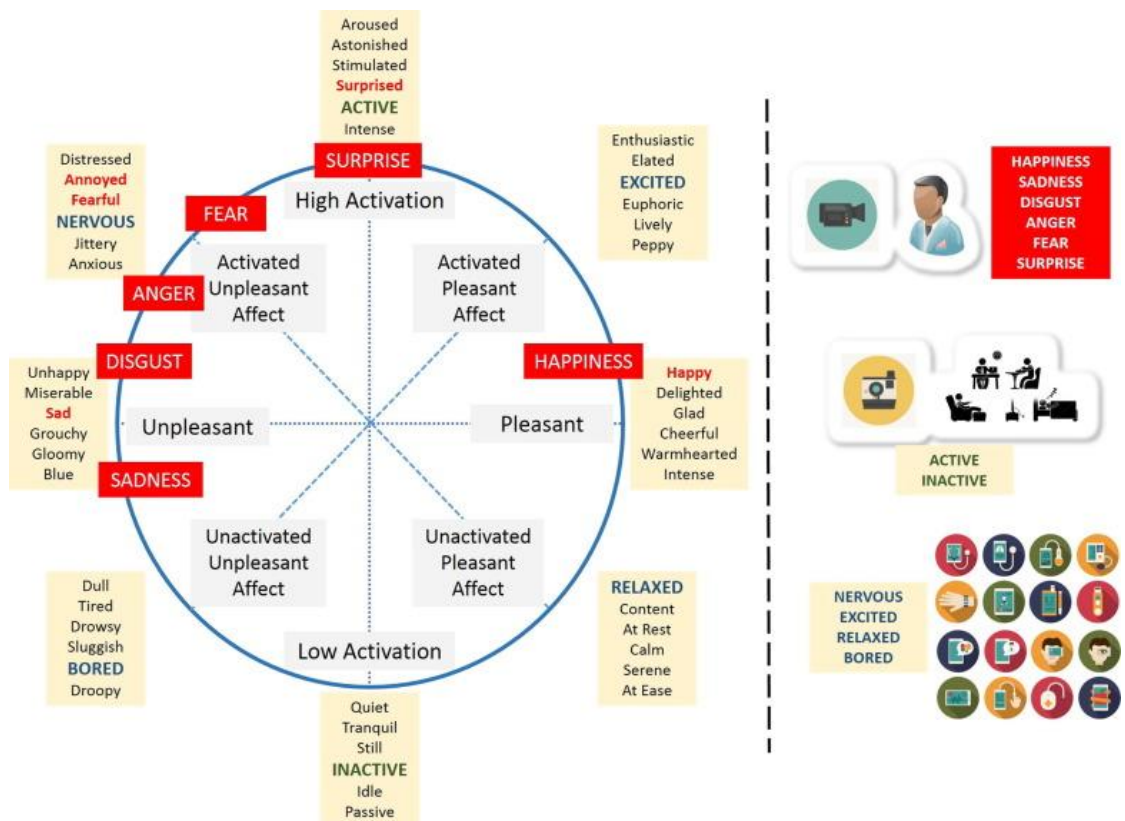 Aroused
Astonished
Stimulated
Surprised
ACTIVE
Intense
SURPRISE
High Activation
Distressed
Annoyed
Fearful
NERVOUS
Jittery
Anxious
FEAR
Activated
Unpleasant
Affect
ANGER
DISGUST
Enthusiastic
Elated
EXCITED
Euphoric
Lively
Peppy
Activated
Pleasant
Affect
HAPPINESS
Unhappy
Miserable
Sad
Grouchy
Gloomy
Blue
Unpleasant
SADNESS
Pleasant
Happy
Delighted
Glad
Cheerful
Warmhearted
Intense
Unactivated
Unpleasant
Affect
Unactivated
Pleasant
Affect
Dull
Tired
Drowsy
Sluggish
BORED
Droopy
Low Activation
RELAXED
Content
At Rest
Calm
Serene
At Ease
Quiet
Tranquil
Still
INACTIVE
Idle
Passive
HAPPINESS
SADNESS
DISGUST
ANGER
FEAR
SURPRISE
ACTIVE
INACTIVE
NERVOUS
EXCITED
RELAXED
BORED